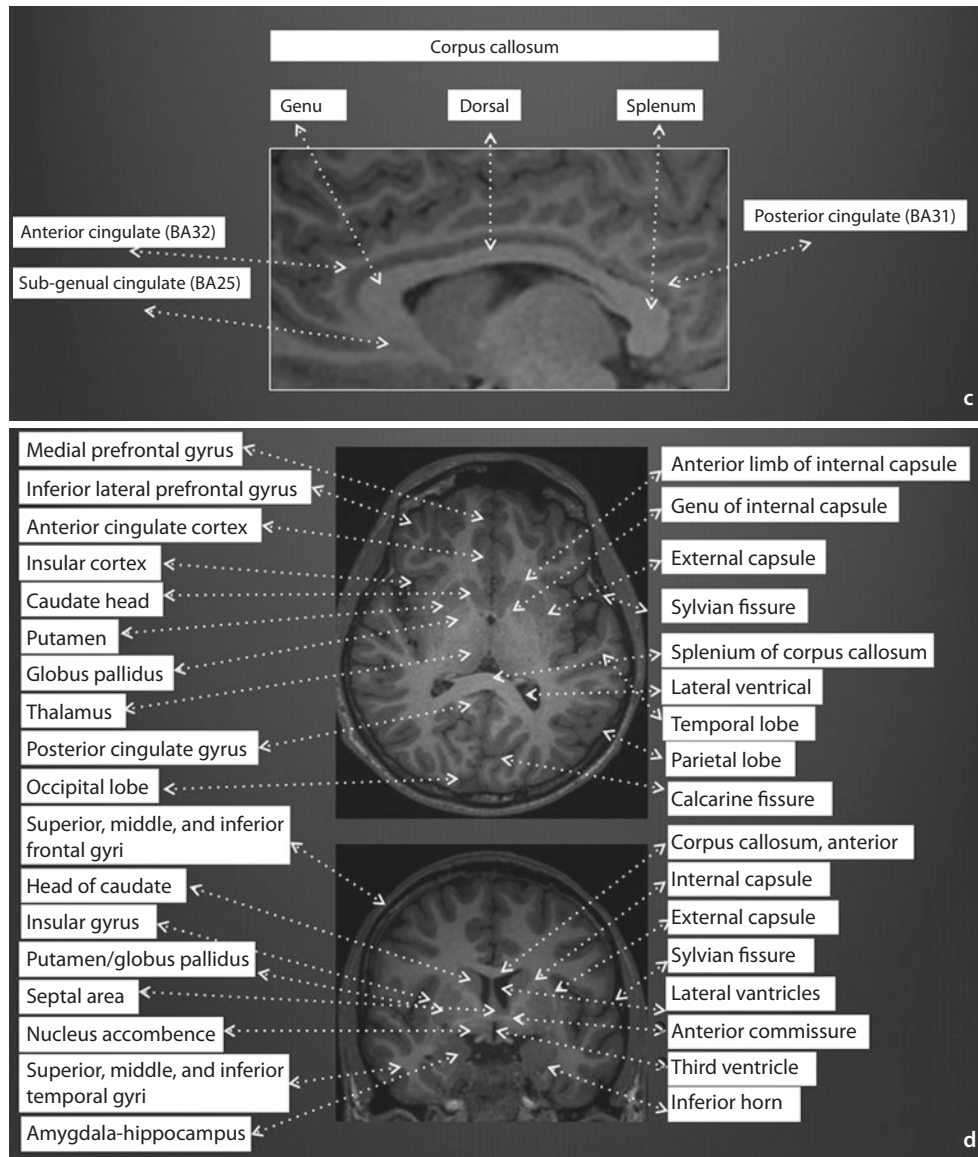 Corpus callosum
Genu
Dorsal
Splenum
Anterior cingulate (BA32)
Posterior cingulate (BA31)
Sub-genual cingulate (BA25)
c
Medial prefrontal gyrus
Inferior lateral prefrontal gyrus
Anterior cingulate cortex
Insular cortex
Caudate head
Putamen
Globus pallidus
Thalamus
Posterior cingulate gyrus
Occipital lobe
Superior, middle, and inferior
frontal gyri
Head of caudate
Insular gyrus
Putamen/globus pallidus
Septal area
Nucleus accombence
Superior, middle, and inferior
temporal gyri
Amygdala-hippocampus
Anterior limb of internal capsule
Genu of internal capsule
External capsule
Sylvian fissure
Splenium of corpus callosum
Lateral ventrical
Temporal lobe
Parietal lobe
Calcarine fissure
Corpus callosum, anterior
Internal capsule
External capsule
Sylvian fissure
Lateral vantricles
Anterior commissure
Third ventricle
Inferior horn
d